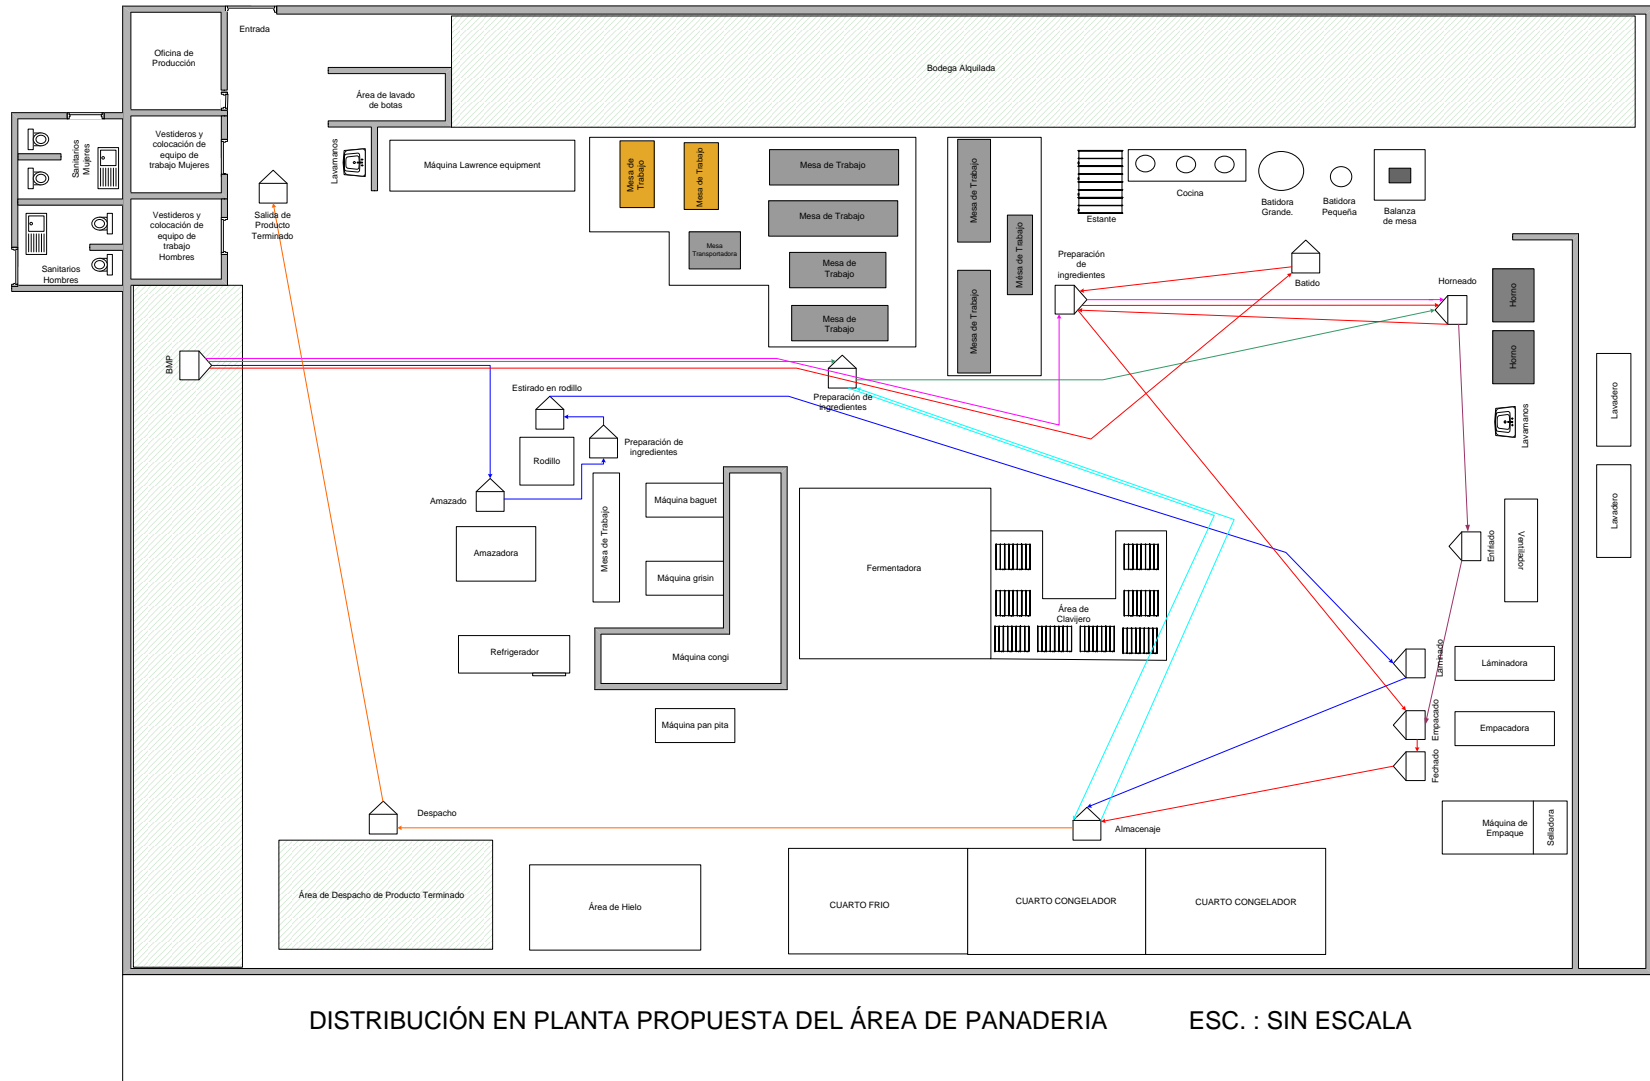 Entrada
Oficina de
Producción
Bodega Alquilada
Área de lavado
de botas
Vestideros y
colocación de
equipo de
trabajo Mujeres
Sanitarios
Mujeres
Lavamanos
Máquina Lawrence equipment
Mesa de
Trabajo
Mesa de Trabajo
Mesa de Trabajo
Mesa de Trabajo
Mesa
Transportadora
Mesa de
Trabajo
Mesa de
Trabajo
Mesa de Trabajo
Mesa de Trabajo
Mesa de Trabajo
Estante
Cocina
Batidora
Grande.
Batidora
Pequeña
Balanza
de mesa
Salida de
Producto
Terminado
Vestideros y
colocación de
equipo de
trabajo
Hombres
Sanitarios
Hombres
Preparación
de
ingredientes
Batido
Horneado
Horno
Horno
BMP
Preparación de
ingredientes
Estirado en rodillo
Preparación de
ingredientes
Rodillo
Amazado
Amazadora
Mesa de Trabajo
Máquina baguet
Máquina grisin
Máquina congi
Refrigerador
Máquina pan pita
Fermentadora
Área de
Clavijero
Lavamanos
Lavadero
Lavadero
Enfriado
Ventilador
Laminado
Láminadora
Empacado
Empacadora
Fechado
Máquina de
Empaque
Selladora
Despacho
Almacenaje
Área de Despacho de Producto Terminado
Área de Hielo
CUARTO FRIO
CUARTO CONGELADOR
CUARTO CONGELADOR
DISTRIBUCIÓN EN PLANTA PROPUESTA DEL ÁREA DE PANADERIA
ESC. : SIN ESCALA